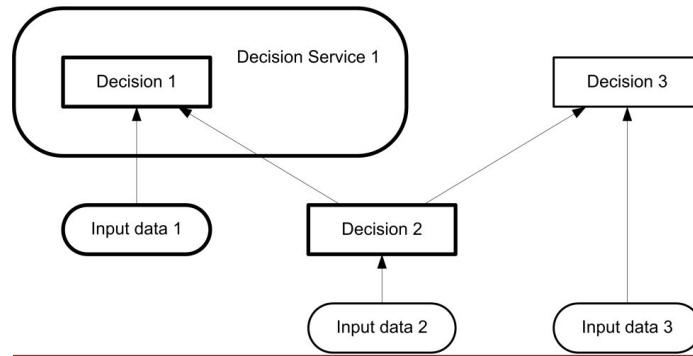 Decision Service 1
Decision 1
Decision 3
Input data 1
Decision 2
Input data 2
Input data 3